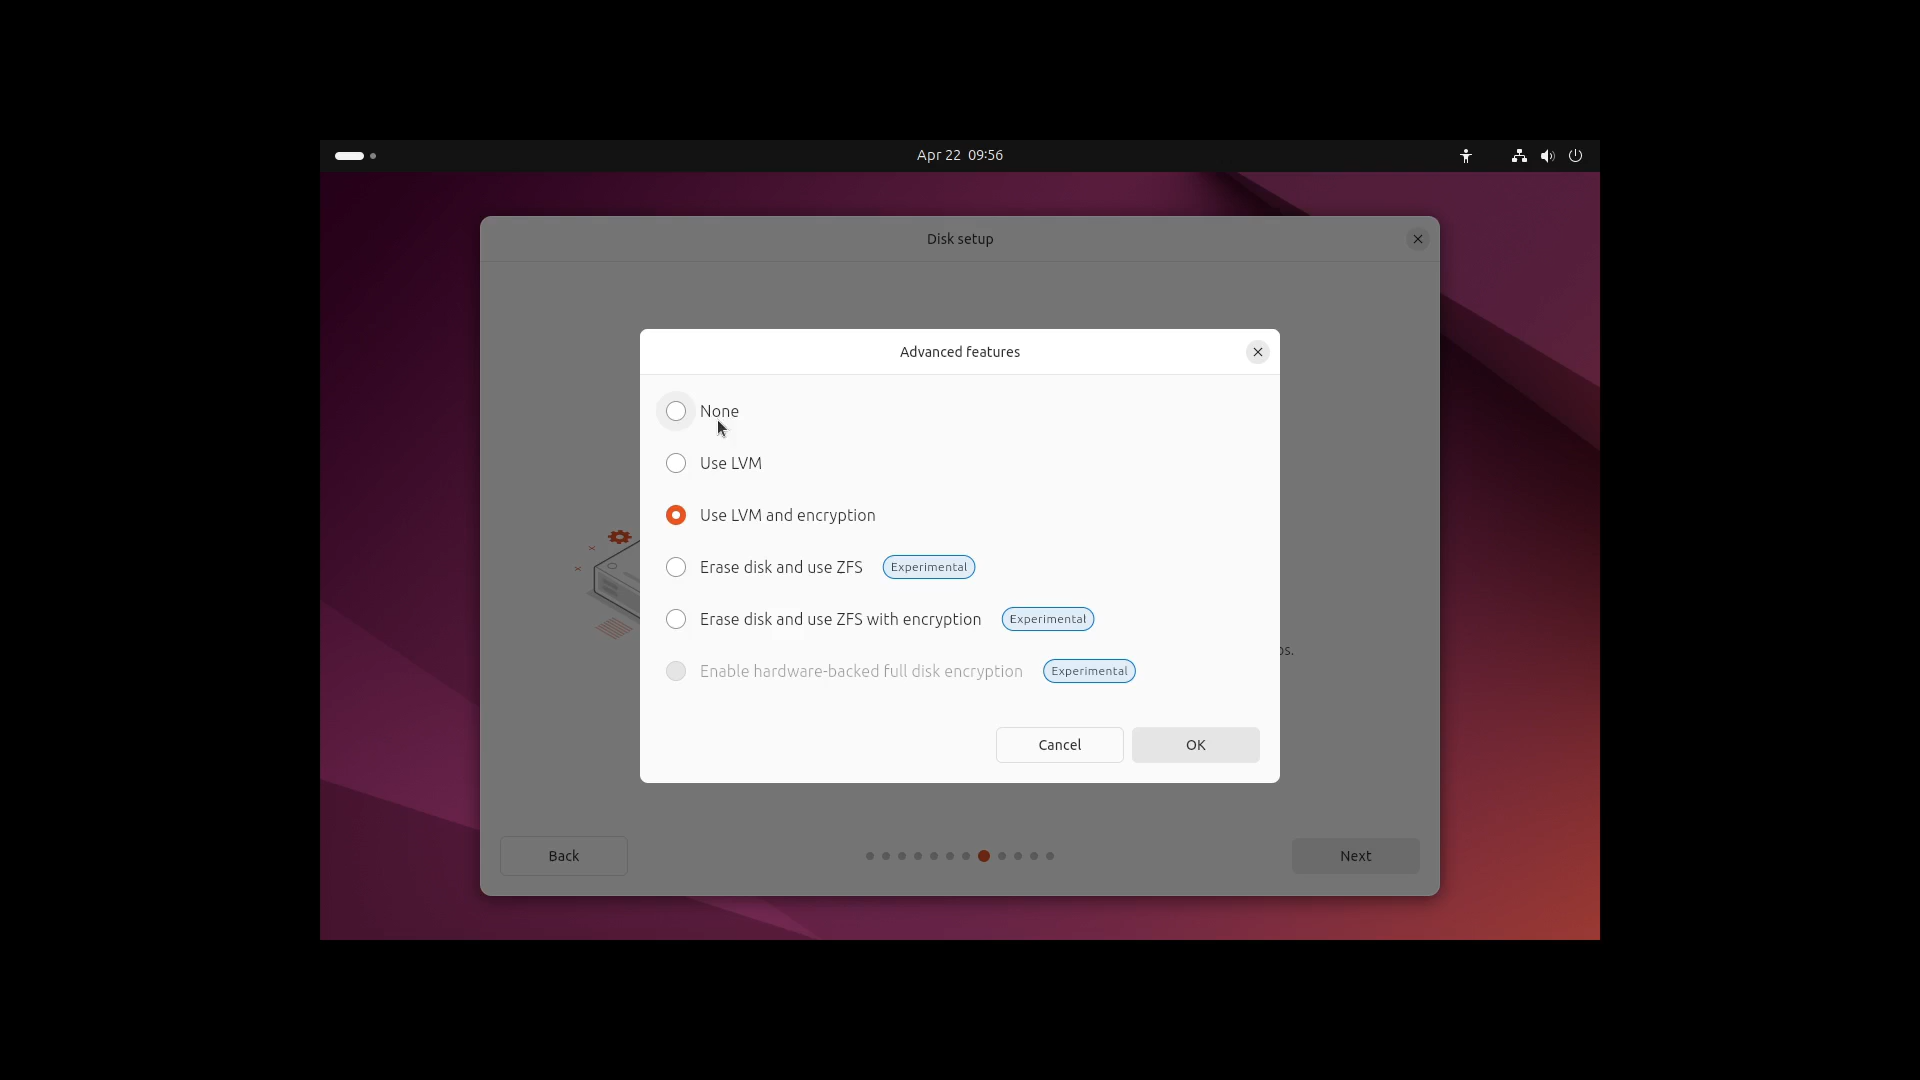 Apr 22 09:56
Disk setup
Advanced features
None
Use LVM
Use LVM and encryption
Erase disk and use ZFS Experimental
Erase disk and use ZFS with encryption Experimental
Enable hardware-backed full disk encryption Experimental
Cancel OK
Back Next